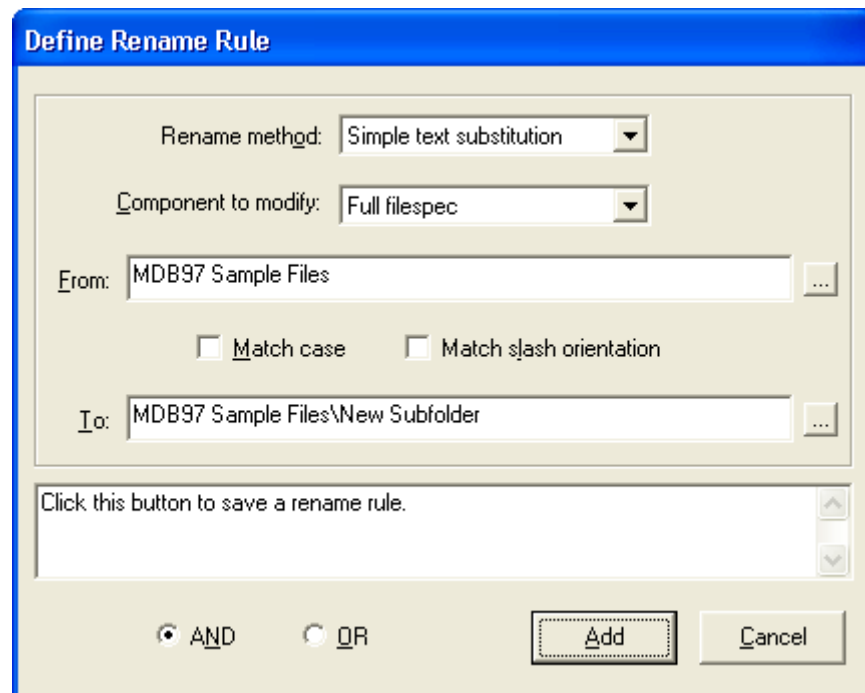 Define Rename Rule
Rename method: Simple text substitution
Component to modify: Full filespec
From: MDB97 Sample Files ...
Match case Match slash orientation
To: MDB97 Sample Files\New Subfolder ...
Click this button to save a rename rule.
AND OR Add Cancel